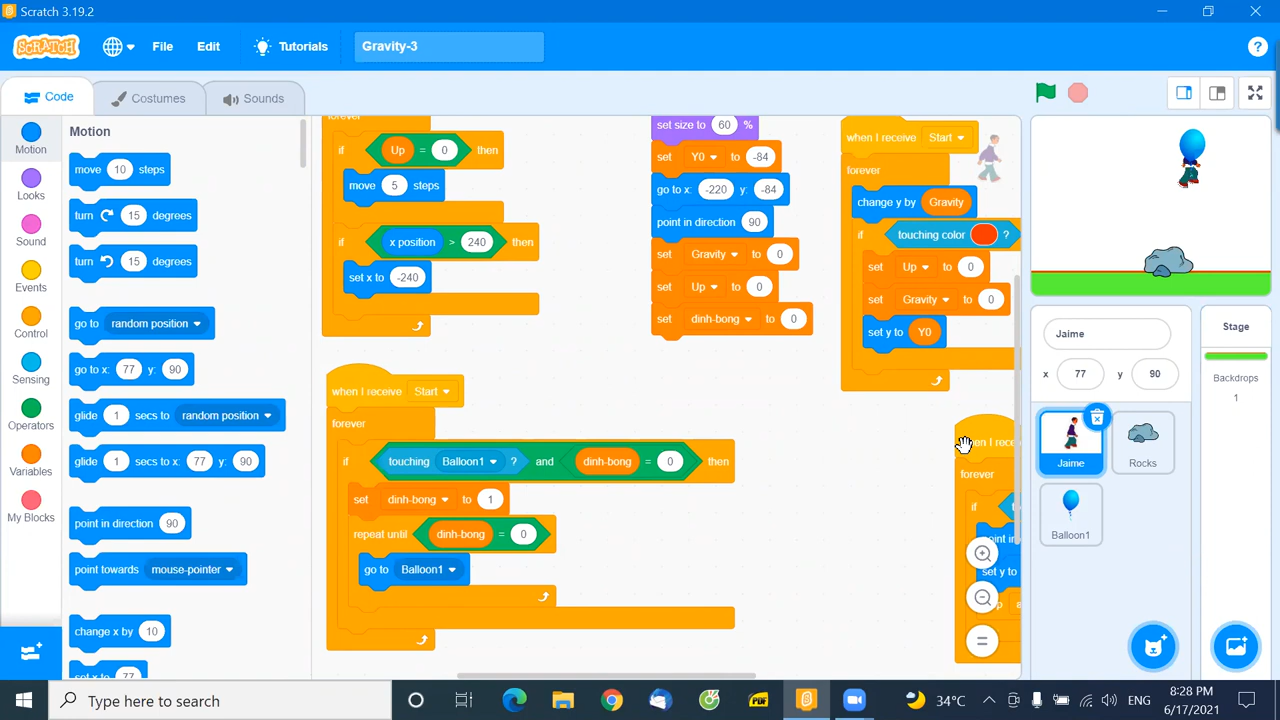 Scratch 3.19.2
SCRATCH
File
Edit
Tutorials
Gravity-3
?
Code
Costumes
Sounds
Motion
Looks
Sound
Events
Control
Sensing
Operators
Variables
My Blocks
Motion
move 10 steps
turn 15 degrees
turn 15 degrees
go to random position
go to x: 77 y: 90
glide 1 secs to random position
glide 1 secs to x: 77 y: 90
point in direction 90
point towards mouse-pointer
change x by 10
set x to 77
forever
if Up = 0 then
move 5 steps
if x position > 240 then
set x to -240
when I receive Start
forever
if touching Balloon1 ? and dinh-bong = 0 then
set dinh-bong to 1
repeat until dinh-bong = 0
go to Balloon1
set size to 60 %
set Y0 to -84
go to x: -220 y: -84
point in direction 90
set Gravity to 0
set Up to 0
set dinh-bong to 0
when I receive Start
forever
change y by Gravity
if touching color ?
set Up to 0
set Gravity to 0
set y to Y0
forever
if
set y to
Jaime
x 77 y 90
Jaime
Rocks
Balloon1
Stage
Backdrops
1
Type here to search
PDF
34°C
ENG
8:28 PM
6/17/2021